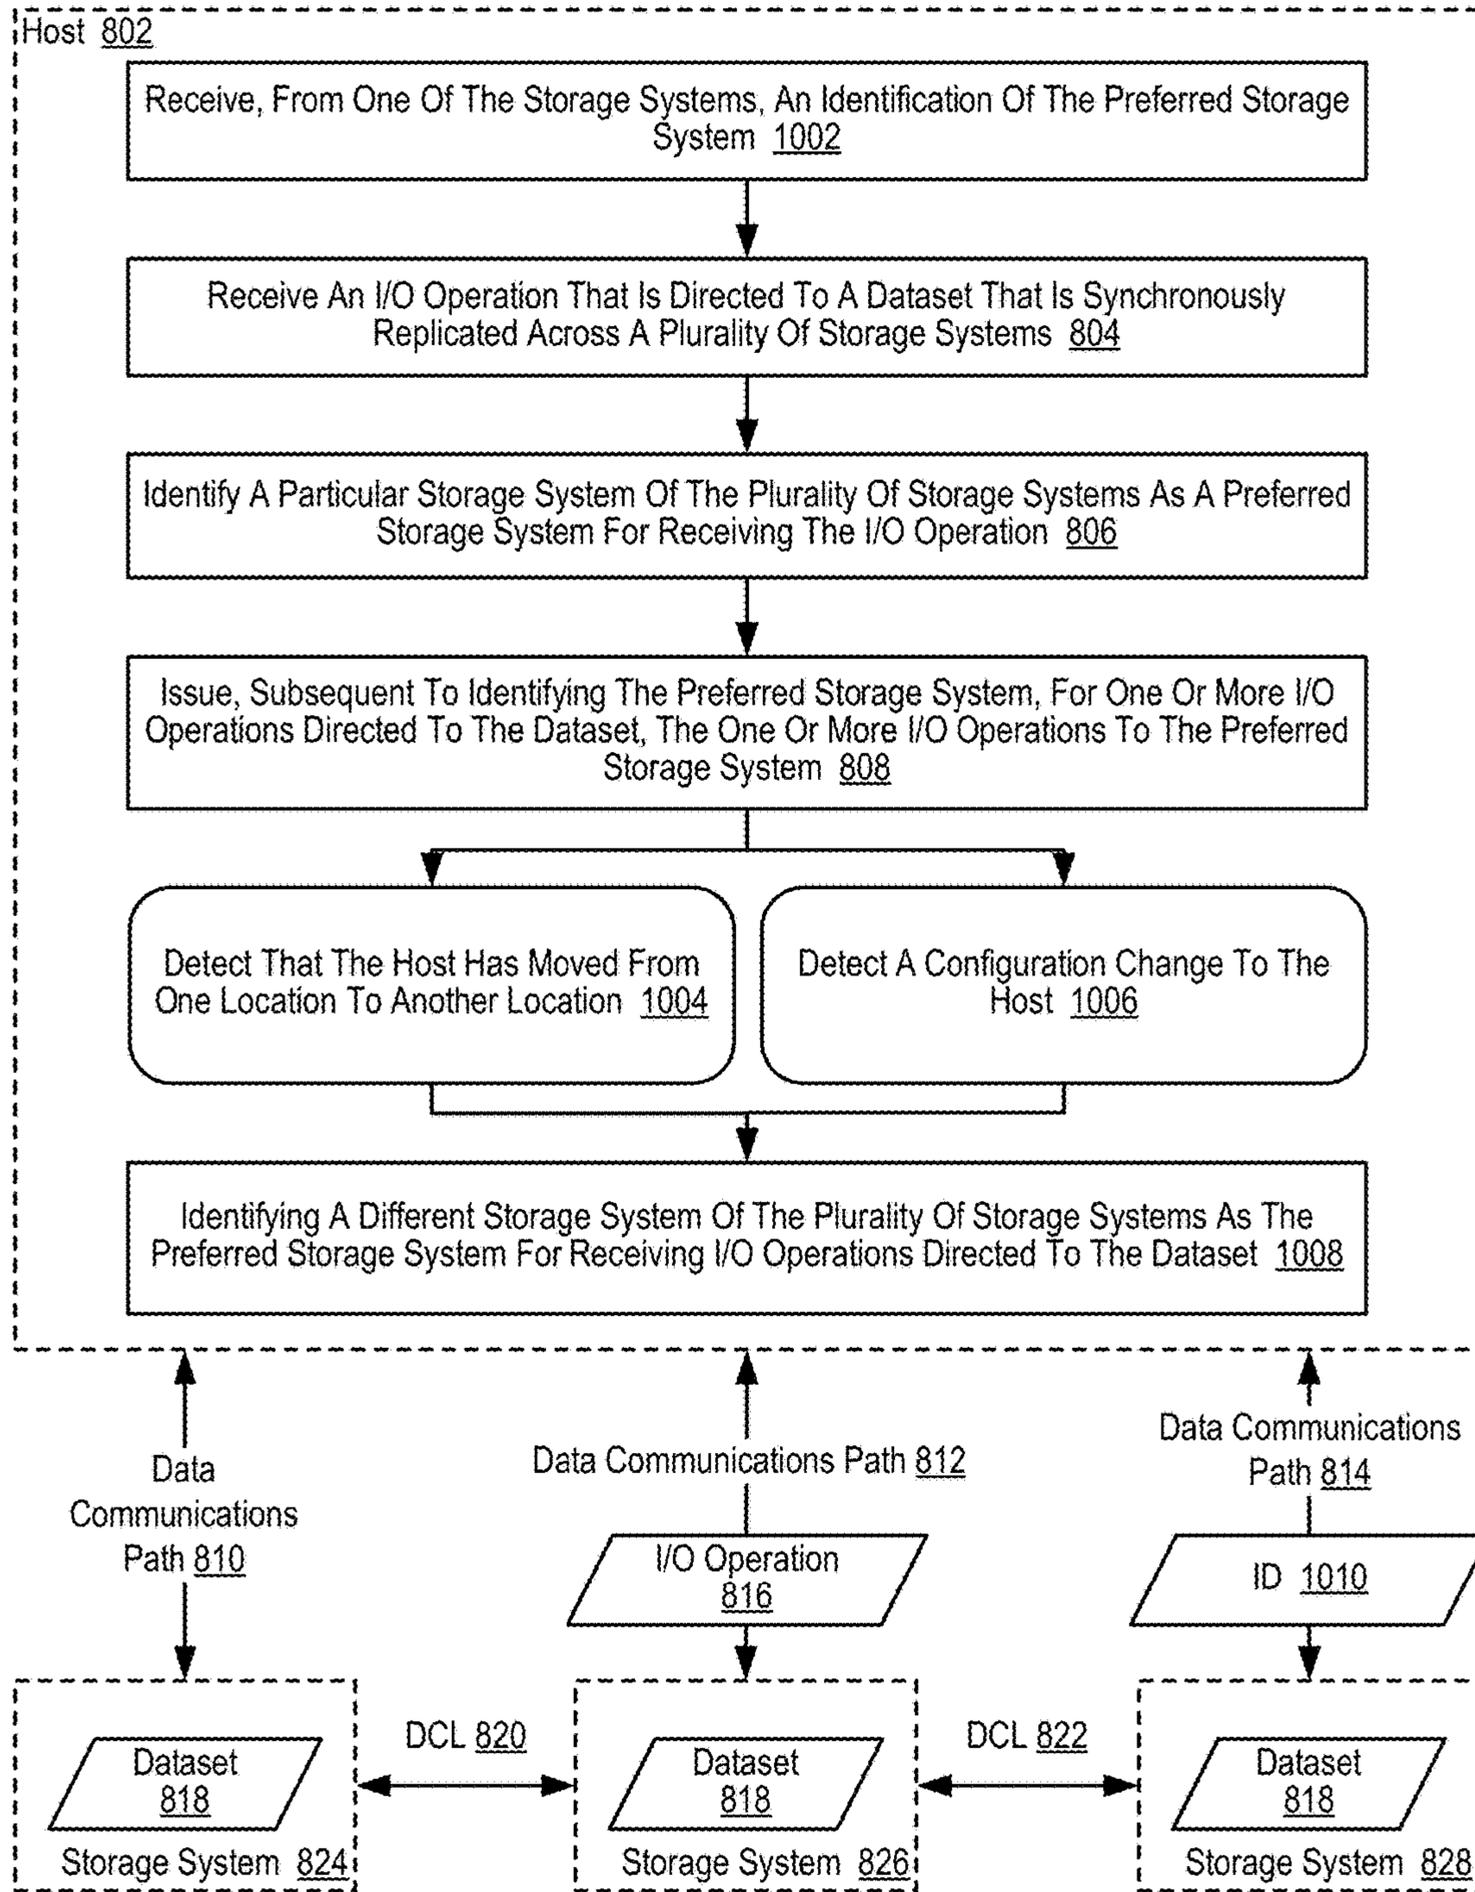 Host 802
Receive, From One Of The Storage Systems, An Identification Of The Preferred Storage
System 1002
Receive An I/O Operation That Is Directed To A Dataset That Is Synchronously
Replicated Across A Plurality Of Storage Systems 804
Identify A Particular Storage System Of The Plurality Of Storage Systems As A Preferred
Storage System For Receiving The I/O Operation 806
Issue, Subsequent To Identifying The Preferred Storage System, For One Or More I/O
Operations Directed To The Dataset, The One Or More I/O Operations To The Preferred
Storage System 808
Detect That The Host Has Moved From
One Location To Another Location 1004
Detect A Configuration Change To The
Host 1006
Identifying A Different Storage System Of The Plurality Of Storage Systems As The
Preferred Storage System For Receiving I/O Operations Directed To The Dataset 1008
Data
Communications
Path 810
Data Communications Path 812
Data Communications
Path 814
I/O Operation
816
ID 1010
DCL 820
DCL 822
Dataset
818
Storage System 824
Dataset
818
Storage System 826
Dataset
818
Storage System 828